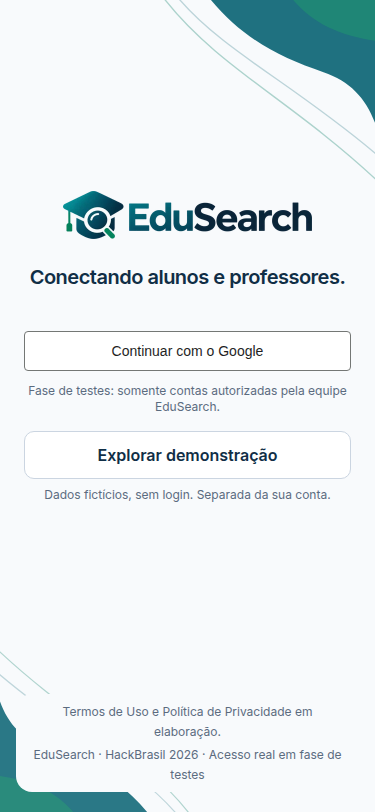 EduSearch
Conectando alunos e professores.
Continuar com o Google
Fase de testes: somente contas autorizadas pela equipe
EduSearch.
Explorar demonstração
Dados fictícios, sem login. Separada da sua conta.
Termos de Uso e Política de Privacidade em
elaboração.
EduSearch · HackBrasil 2026 · Acesso real em fase de
testes